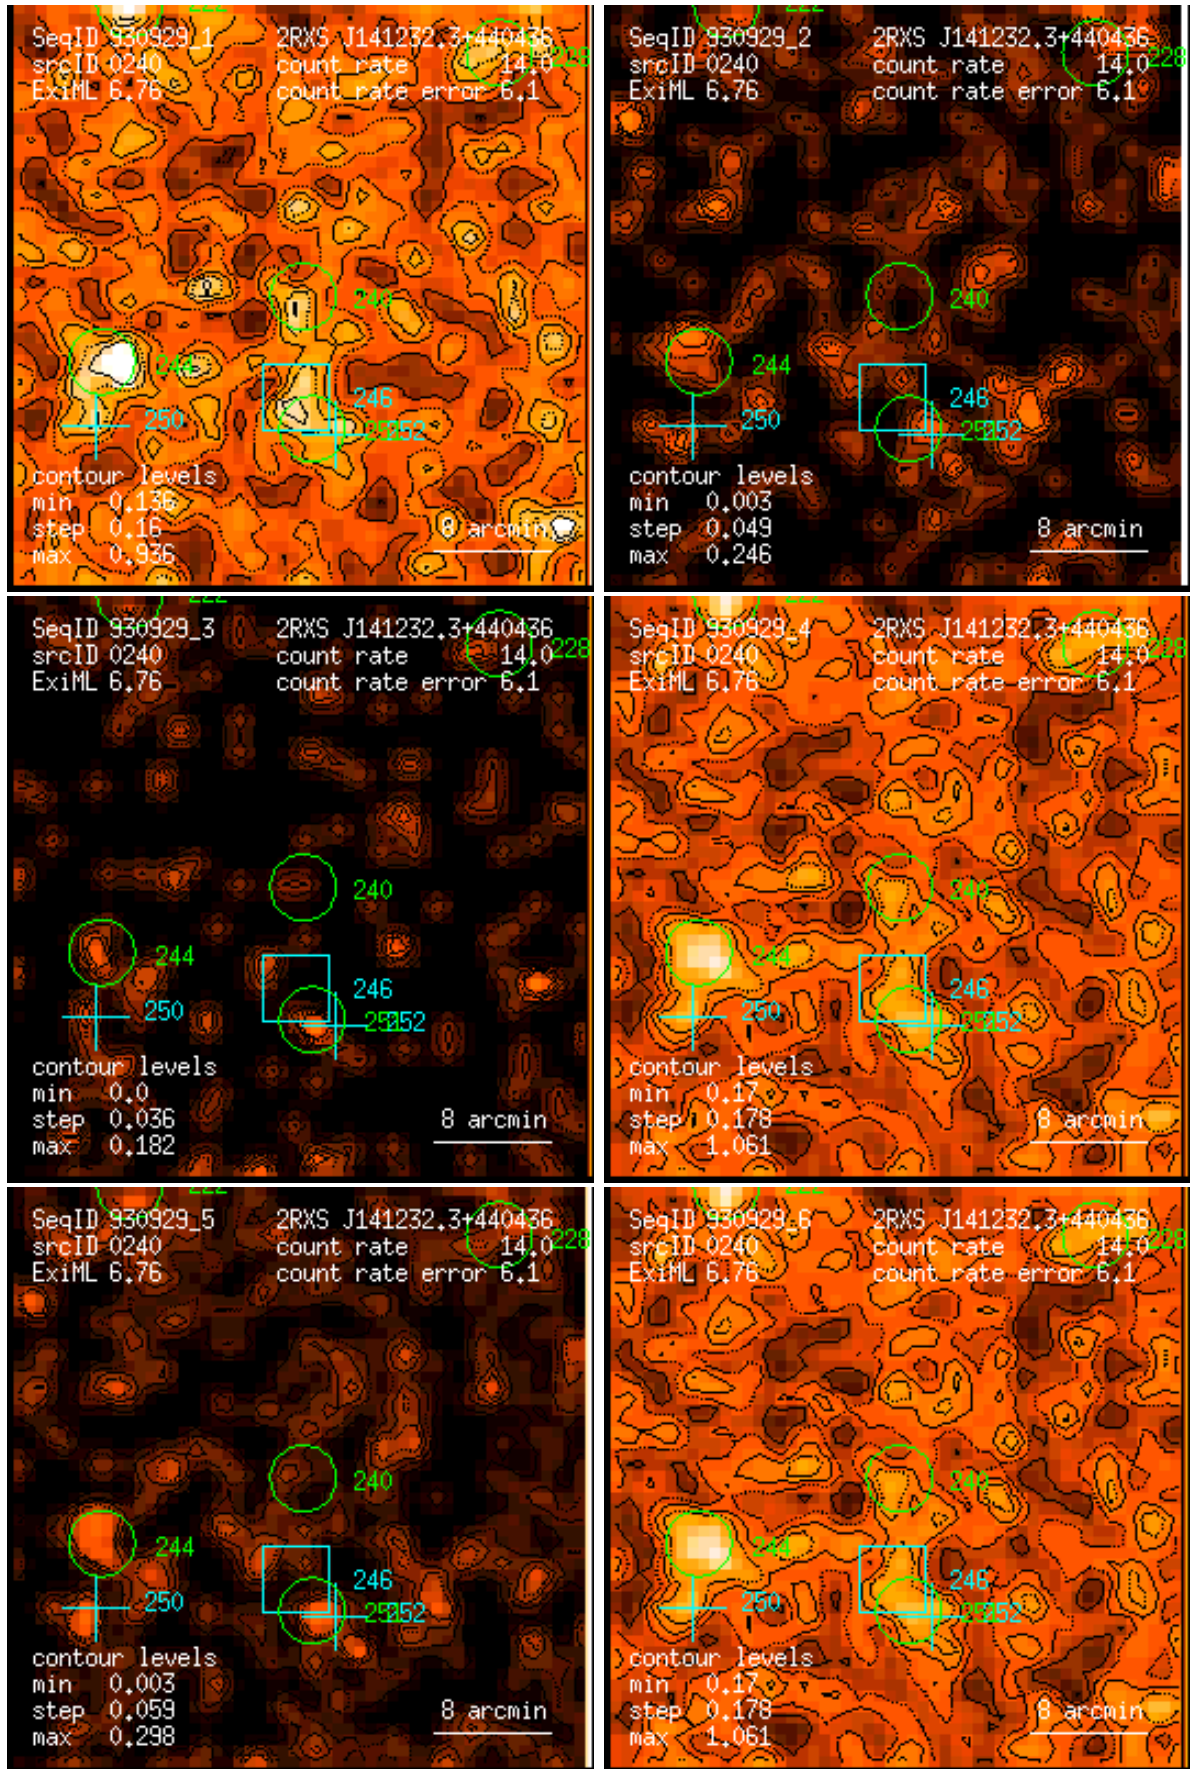 222
SeqID 930929_1 2RXS J141232.3+440436
srcID 0240 count rate 14.0 228
ExiML 6.76 count rate error 6.1
240
244
246
250 252
contour levels
min 0.136
step 0.16 8 arcmin
max 0.936
222
SeqID 930929_2 2RXS J141232.3+440436
srcID 0240 count rate 14.0 228
ExiML 6.76 count rate error 6.1
240
244
246
250 252
contour levels
min 0.003
step 0.049 8 arcmin
max 0.246
222
SeqID 930929_3 2RXS J141232.3+440436
srcID 0240 count rate 14.0 228
ExiML 6.76 count rate error 6.1
240
244
246
250 252
contour levels
min 0.0
step 0.036 8 arcmin
max 0.182
222
SeqID 930929_4 2RXS J141232.3+440436
srcID 0240 count rate 14.0 228
ExiML 6.76 count rate error 6.1
240
244
246
250 252
contour levels
min 0.17
step 0.178 8 arcmin
max 1.061
222
SeqID 930929_5 2RXS J141232.3+440436
srcID 0240 count rate 14.0 228
ExiML 6.76 count rate error 6.1
240
244
246
250 252
contour levels
min 0.003
step 0.059 8 arcmin
max 0.298
222
SeqID 930929_6 2RXS J141232.3+440436
srcID 0240 count rate 14.0 228
ExiML 6.76 count rate error 6.1
240
244
246
250 252
contour levels
min 0.17
step 0.178 8 arcmin
max 1.061